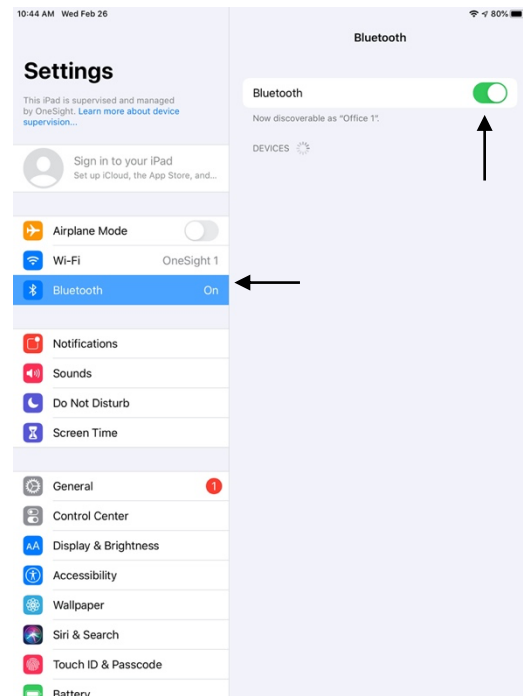 10:44 AM Wed Feb 26
80%
Settings
This iPad is supervised and managed
by OneSight. Learn more about device
supervision...
Sign in to your iPad
Set up iCloud, the App Store, and...
Airplane Mode
Wi-Fi OneSight 1
Bluetooth On
Notifications
Sounds
Do Not Disturb
Screen Time
General 1
Control Center
AA Display & Brightness
Accessibility
Wallpaper
Siri & Search
Touch ID & Passcode
Battery
Bluetooth
Bluetooth
Now discoverable as “Office 1”.
DEVICES